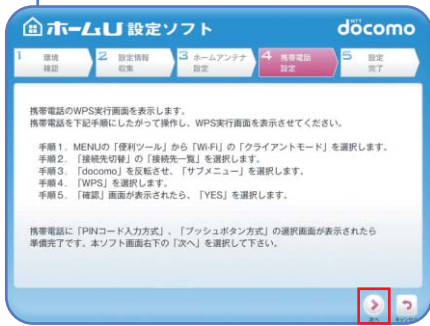 ホームU 設定ソフト
NTT
döcomo
1 環境
確認
2 設定情報
収集
3 ホームアンテナ
設定
4 携帯電話
設定
5 設定
完了
携帯電話のWPS実行画面を表示します。
携帯電話を下記手順にしたがって操作し、WPS実行画面を表示させてください。
手順1. MENUの「便利ツール」から「Wi-Fi」の「クライアントモード」を選択します。
手順2. 「接続先切替」の「接続先一覧」を選択します。
手順3. 「docomo」を反転させ、「サブメニュー」を選択します。
手順4. 「WPS」を選択します。
手順5. 「確認」画面が表示されたら、「YES」を選択します。
携帯電話に「PINコード入力方式」、「プッシュボタン方式」の選択画面が表示されたら
準備完了です。本ソフト画面右下の「次へ」を選択して下さい。
次へ
キャンセル